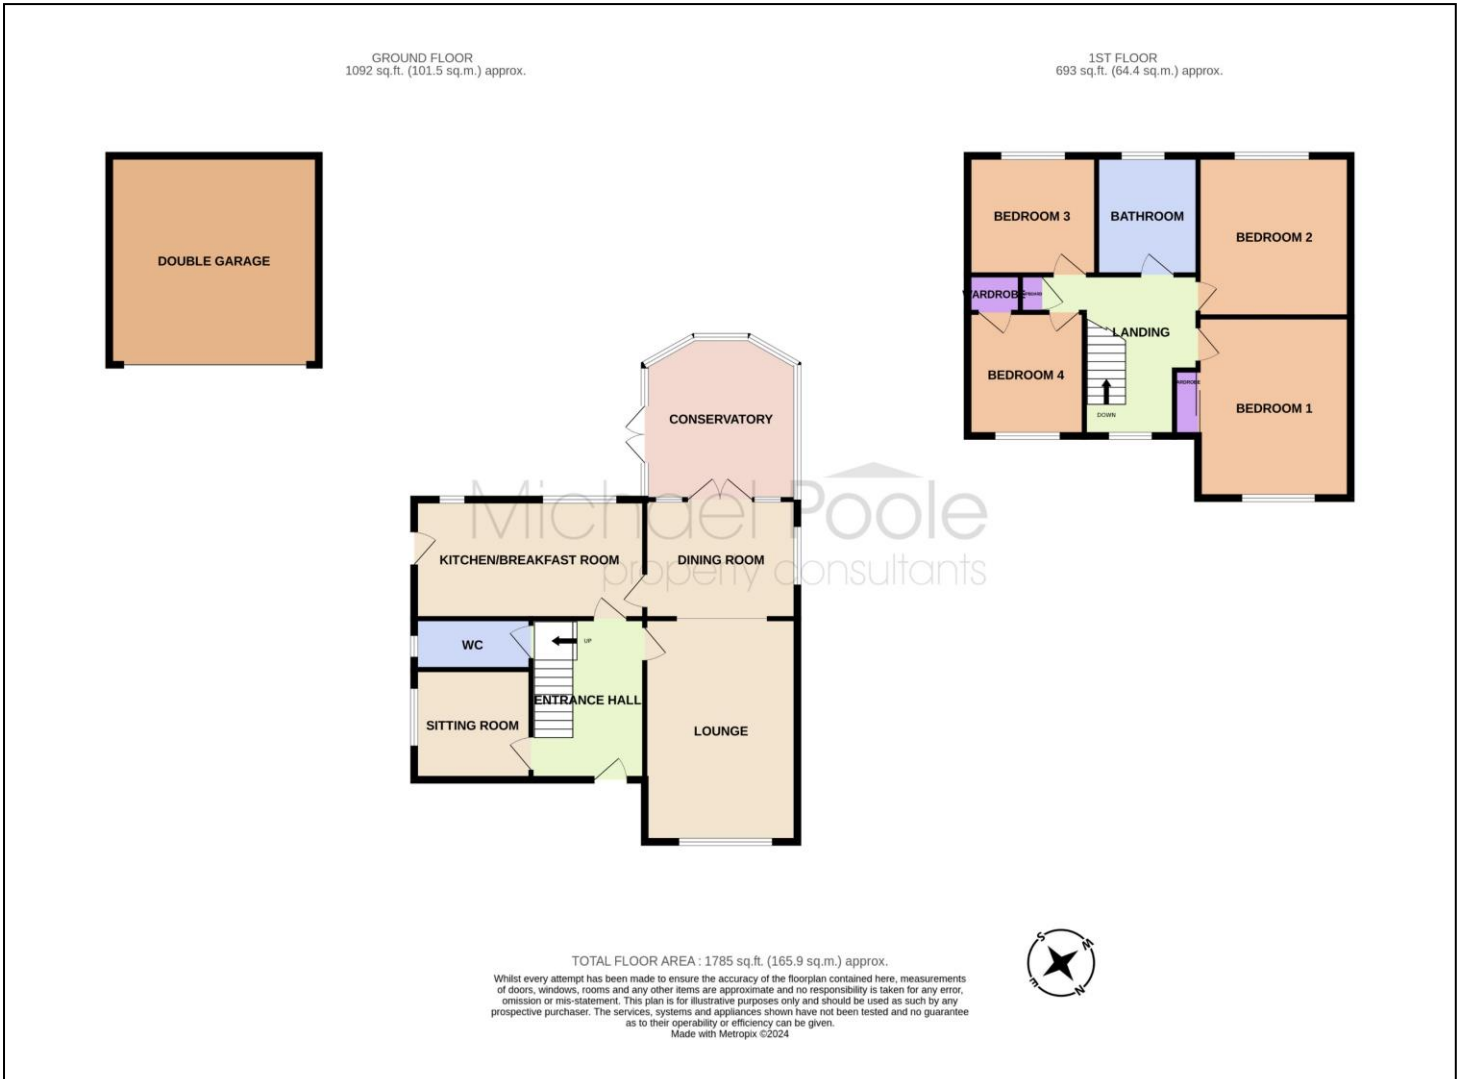 GROUND FLOOR
1092 sq.ft. (101.5 sq.m.) approx.
1ST FLOOR
693 sq.ft. (64.4 sq.m.) approx.
DOUBLE GARAGE
BEDROOM 3
BATHROOM
BEDROOM 2
WARDROBE
LANDING
BEDROOM 4
WARDROBE
BEDROOM 1
DOWN
CONSERVATORY
Michael Poole
property consultants
KITCHEN/BREAKFAST ROOM
DINING ROOM
WC
UP
ENTRANCE HALL
SITTING ROOM
LOUNGE
S
W
E
N
TOTAL FLOOR AREA : 1785 sq.ft. (165.9 sq.m.) approx.
Whilst every attempt has been made to ensure the accuracy of the floorplan contained here, measurements
of doors, windows, rooms and any other items are approximate and no responsibility is taken for any error,
omission or mis-statement. This plan is for illustrative purposes only and should be used as such by any
prospective purchaser. The services, systems and appliances shown have not been tested and no guarantee
as to their operability or efficiency can be given.
Made with Metropix ©2024